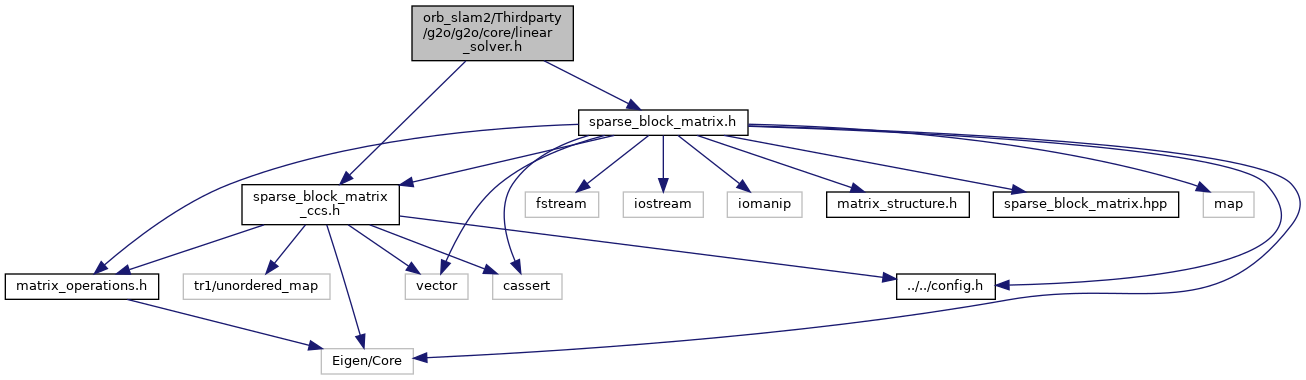 orb_slam2/Thirdparty
/g2o/g2o/core/linear
_solver.h
sparse_block_matrix.h
sparse_block_matrix
_ccs.h
fstream
iostream
iomanip
matrix_structure.h
sparse_block_matrix.hpp
map
matrix_operations.h
tr1/unordered_map
vector
cassert
../../config.h
Eigen/Core